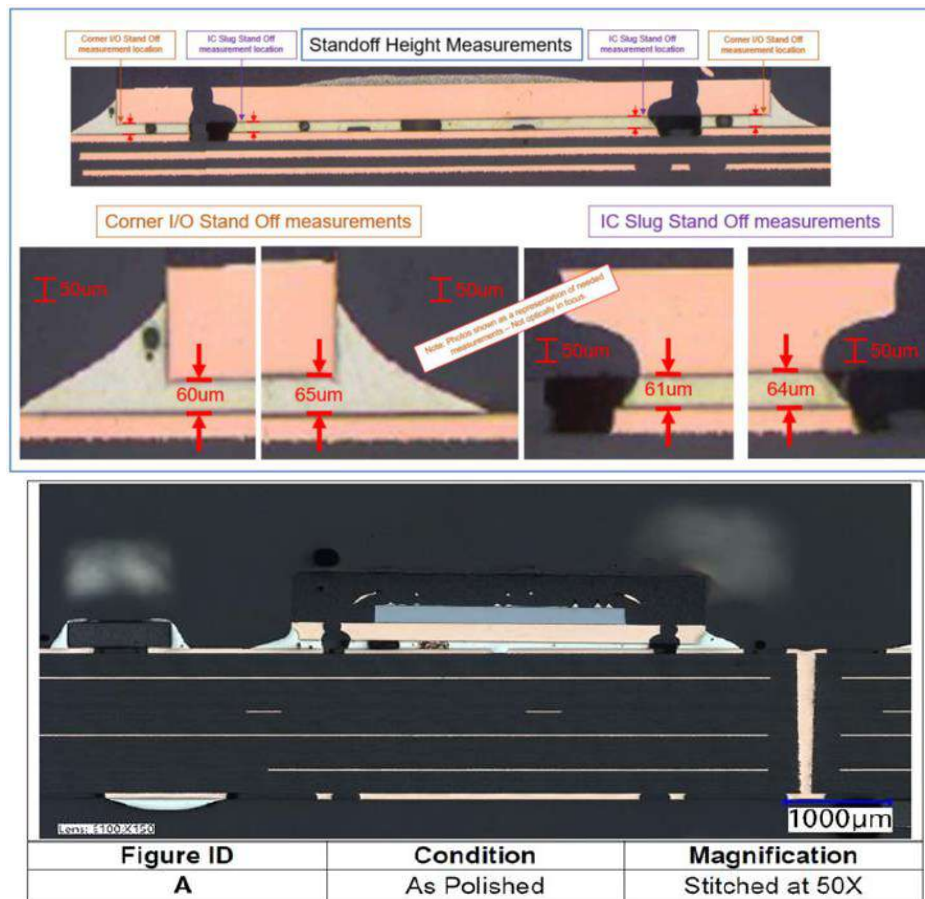 Corner I/O Stand Off
measurement location
IC Slug Stand Off
measurement location
Standoff Height Measurements
IC Slug Stand Off
measurement location
Corner I/O Stand Off
measurement location
Corner I/O Stand Off measurements
IC Slug Stand Off measurements
50um
50um
Note: Photos shown as a representation of needed
measurements – Not optically in focus.
50um
50um
60um
65um
61um
64um
Lens: E100:X150
1000µm
Figure ID
Condition
Magnification
A
As Polished
Stitched at 50X